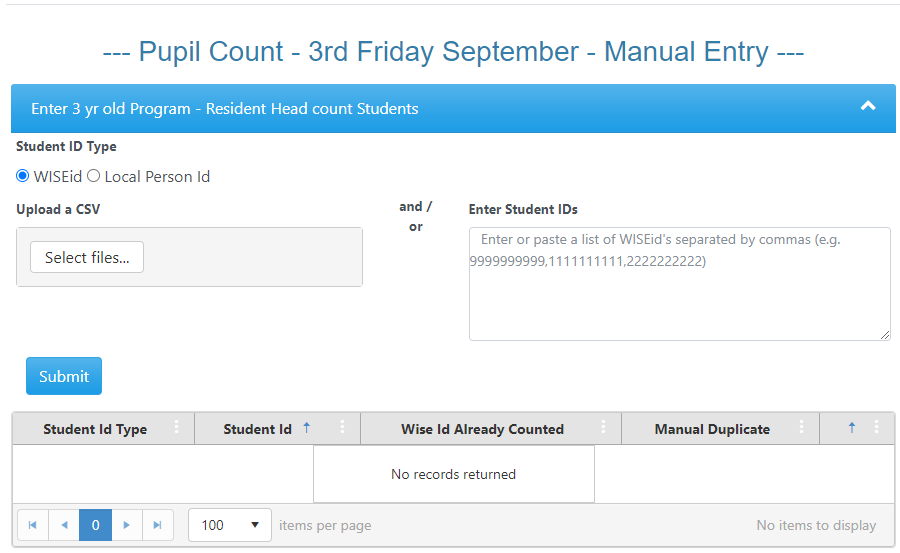 --- Pupil Count - 3rd Friday September - Manual Entry ---
Enter 3 yr old Program - Resident Head count Students
Student ID Type
WISEid Local Person Id
Upload a CSV
and /
or
Enter Student IDs
Select files...
Enter or paste a list of WISEid's separated by commas (e.g.
9999999999,1111111111,2222222222)
Submit
Student Id Type Student Id Wise Id Already Counted Manual Duplicate
No records returned
0 100 items per page No items to display